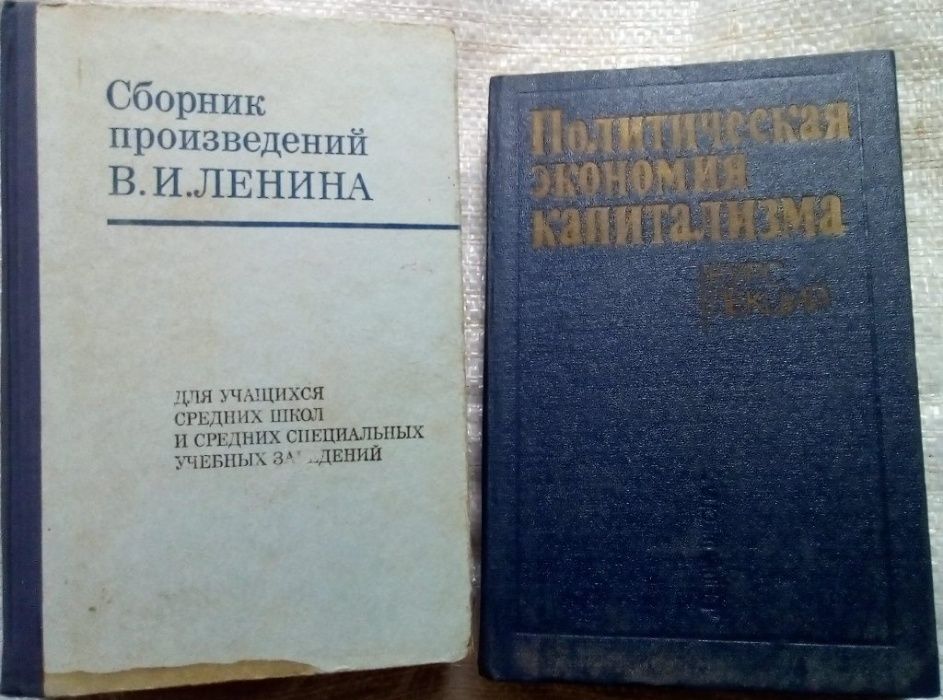 Сборник
произведений
В. И. ЛЕНИНА
ДЛЯ УЧАЩИХСЯ
СРЕДНИХ ШКОЛ
И СРЕДНИХ СПЕЦИАЛЬНЫХ
УЧЕБНЫХ
Политическая
экономия
капитализма